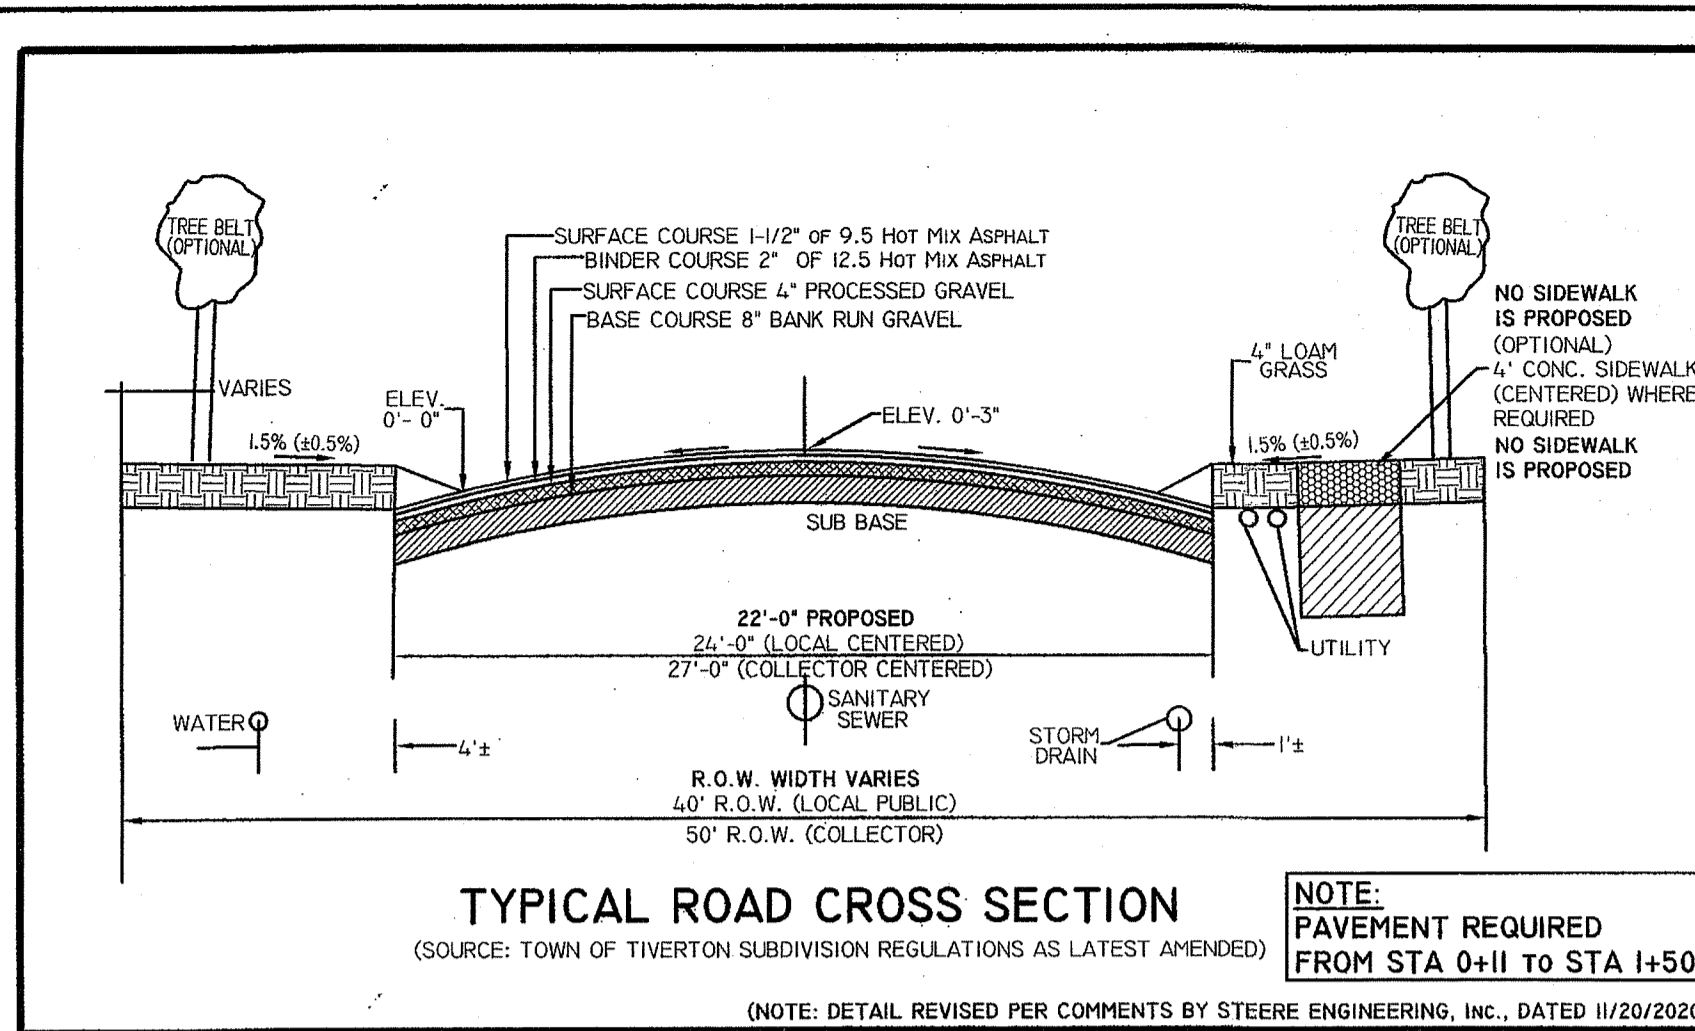 TREE BELT
(OPTIONAL)
SURFACE COURSE 1-1/2" OF 9.5 HOT MIX ASPHALT
BINDER COURSE 2" OF 12.5 HOT MIX ASPHALT
SURFACE COURSE 4" PROCESSED GRAVEL
BASE COURSE 8" BANK RUN GRAVEL
TREE BELT
(OPTIONAL)
NO SIDEWALK
IS PROPOSED
(OPTIONAL)
4' CONC. SIDEWALK
(CENTERED) WHERE
REQUIRED
NO SIDEWALK
IS PROPOSED
4" LOAM
GRASS
VARIES
ELEV.
0'-0"
ELEV. 0'-3"
1.5% (±0.5%)
1.5% (±0.5%)
SUB BASE
22'-0" PROPOSED
24'-0" (LOCAL CENTERED)
27'-0" (COLLECTOR CENTERED)
UTILITY
WATER
SANITARY
SEWER
STORM
DRAIN
4'±
1'±
R.O.W. WIDTH VARIES
40' R.O.W. (LOCAL PUBLIC)
50' R.O.W. (COLLECTOR)
TYPICAL ROAD CROSS SECTION
(SOURCE: TOWN OF TIVERTON SUBDIVISION REGULATIONS AS LATEST AMENDED)
NOTE:
PAVEMENT REQUIRED
FROM STA 0+11 TO STA 1+50
(NOTE: DETAIL REVISED PER COMMENTS BY STEERE ENGINEERING, INC., DATED 11/20/2020